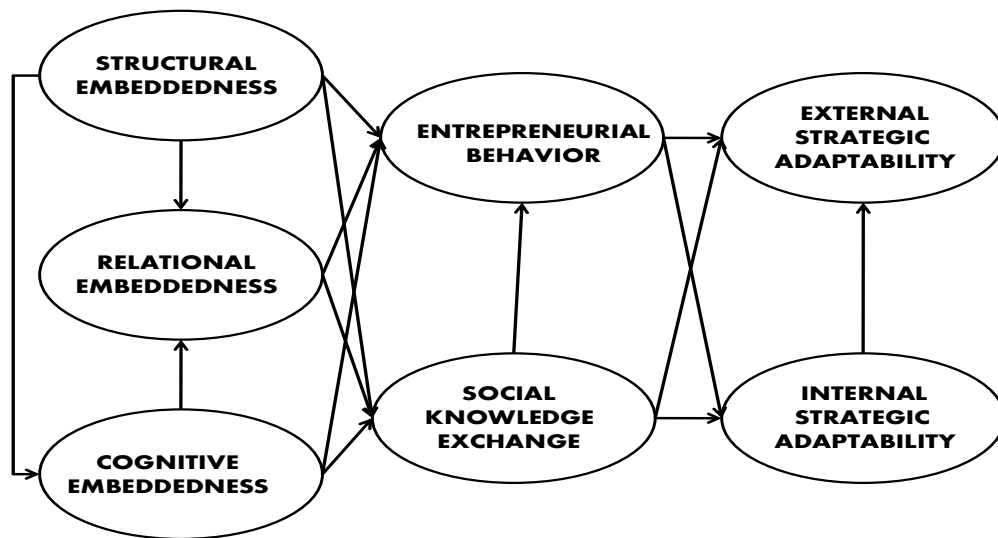 STRUCTURAL
EMBEDDEDNESS
RELATIONAL
EMBEDDEDNESS
COGNITIVE
EMBEDDEDNESS
ENTREPRENEURIAL
BEHAVIOR
SOCIAL
KNOWLEDGE
EXCHANGE
EXTERNAL
STRATEGIC
ADAPTABILITY
INTERNAL
STRATEGIC
ADAPTABILITY